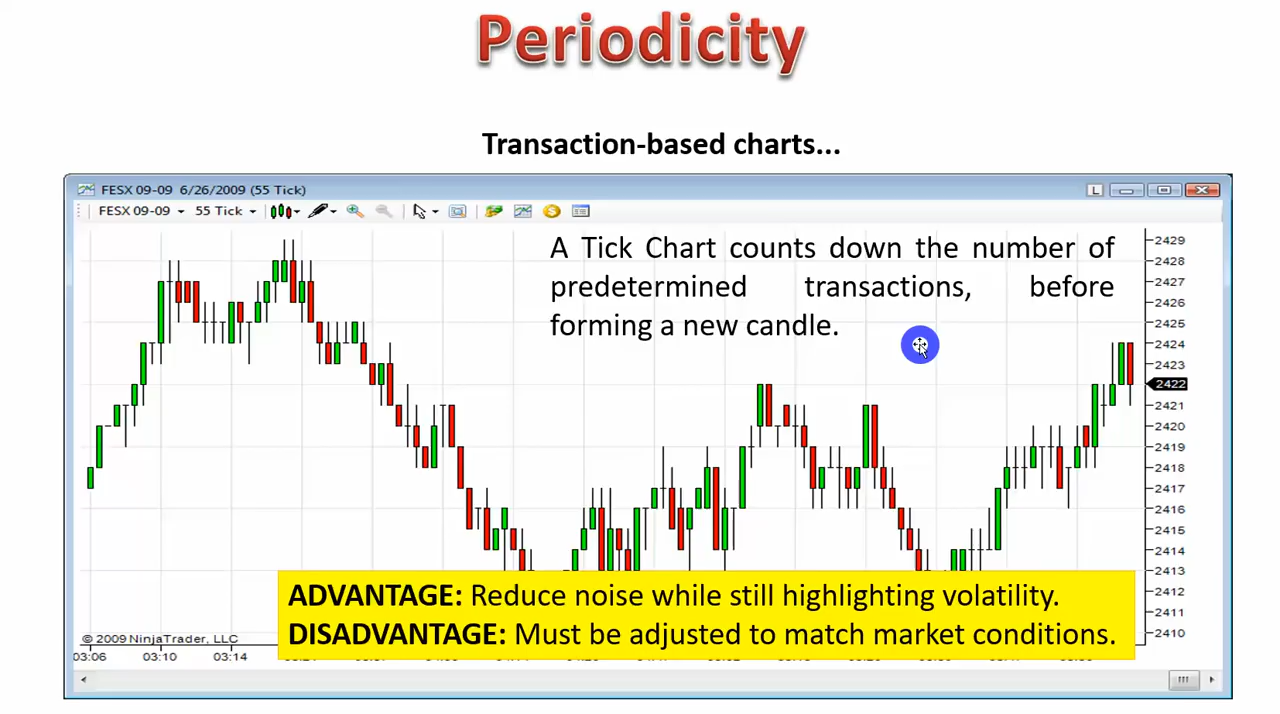 Periodicity
Transaction-based charts...
FESX 09-09 6/26/2009 (55 Tick)
L
FESX 09-09 55 Tick
A Tick Chart counts down the number of
predetermined transactions, before
forming a new candle.
2429
2428
2427
2426
2425
2424
2423
2422
2421
2420
2419
2418
2417
2416
2415
2414
2413
2412
2411
2410
ADVANTAGE: Reduce noise while still highlighting volatility.
DISADVANTAGE: Must be adjusted to match market conditions.
© 2009 NinjaTrader, LLC
03:06 03:10 03:14